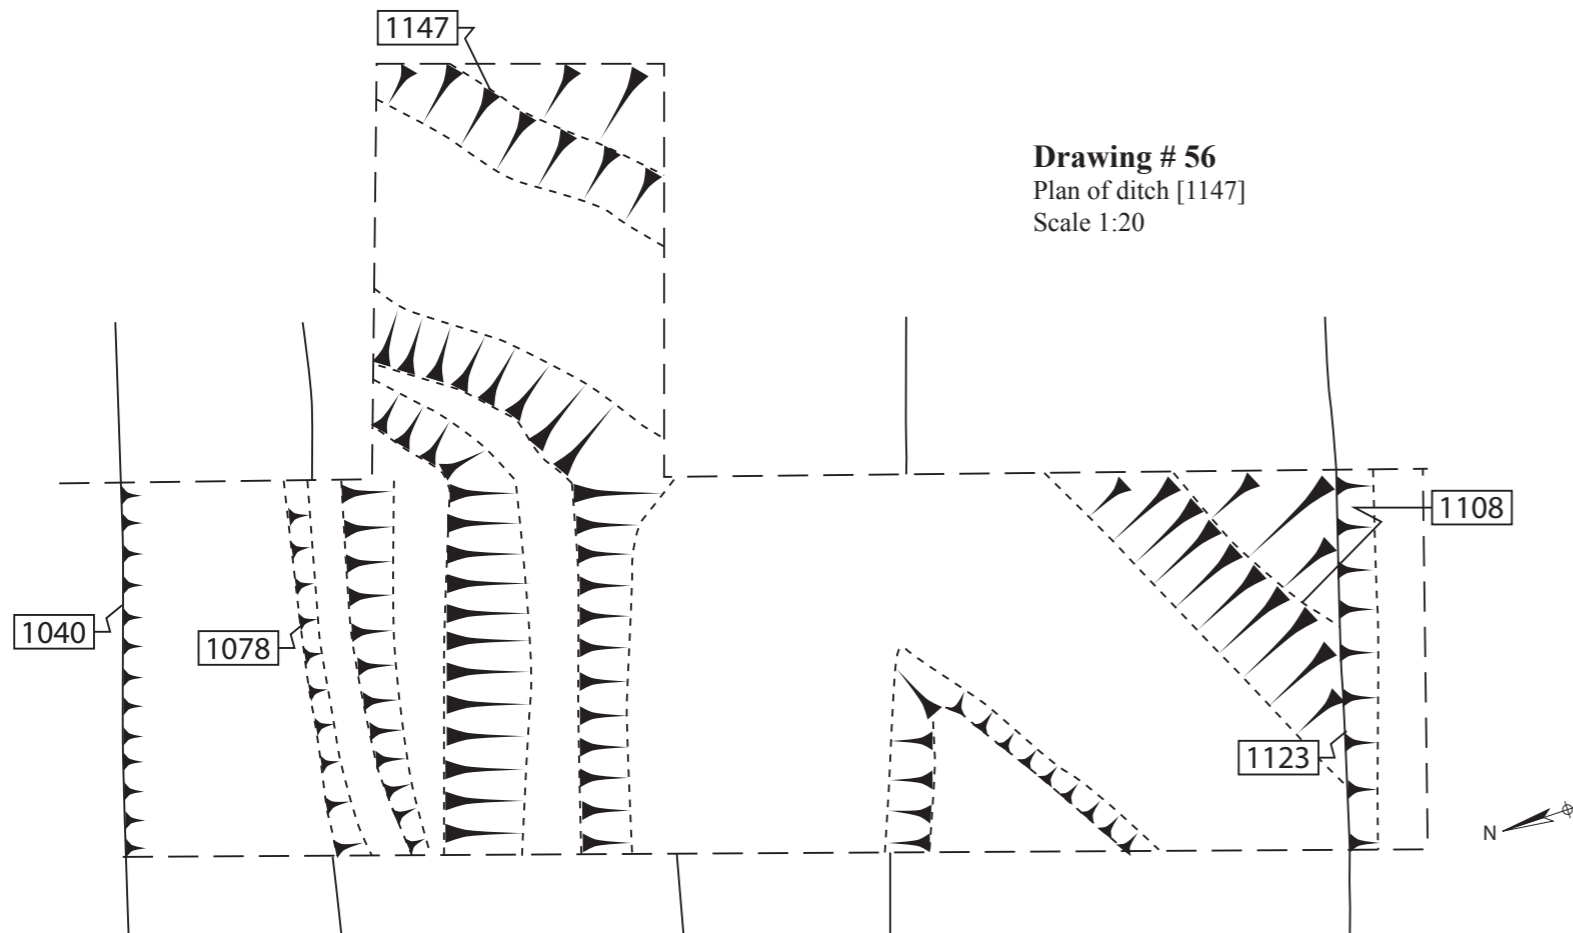 1147
Drawing # 56
Plan of ditch [1147]
Scale 1:20
1108
1040
1078
1123
N